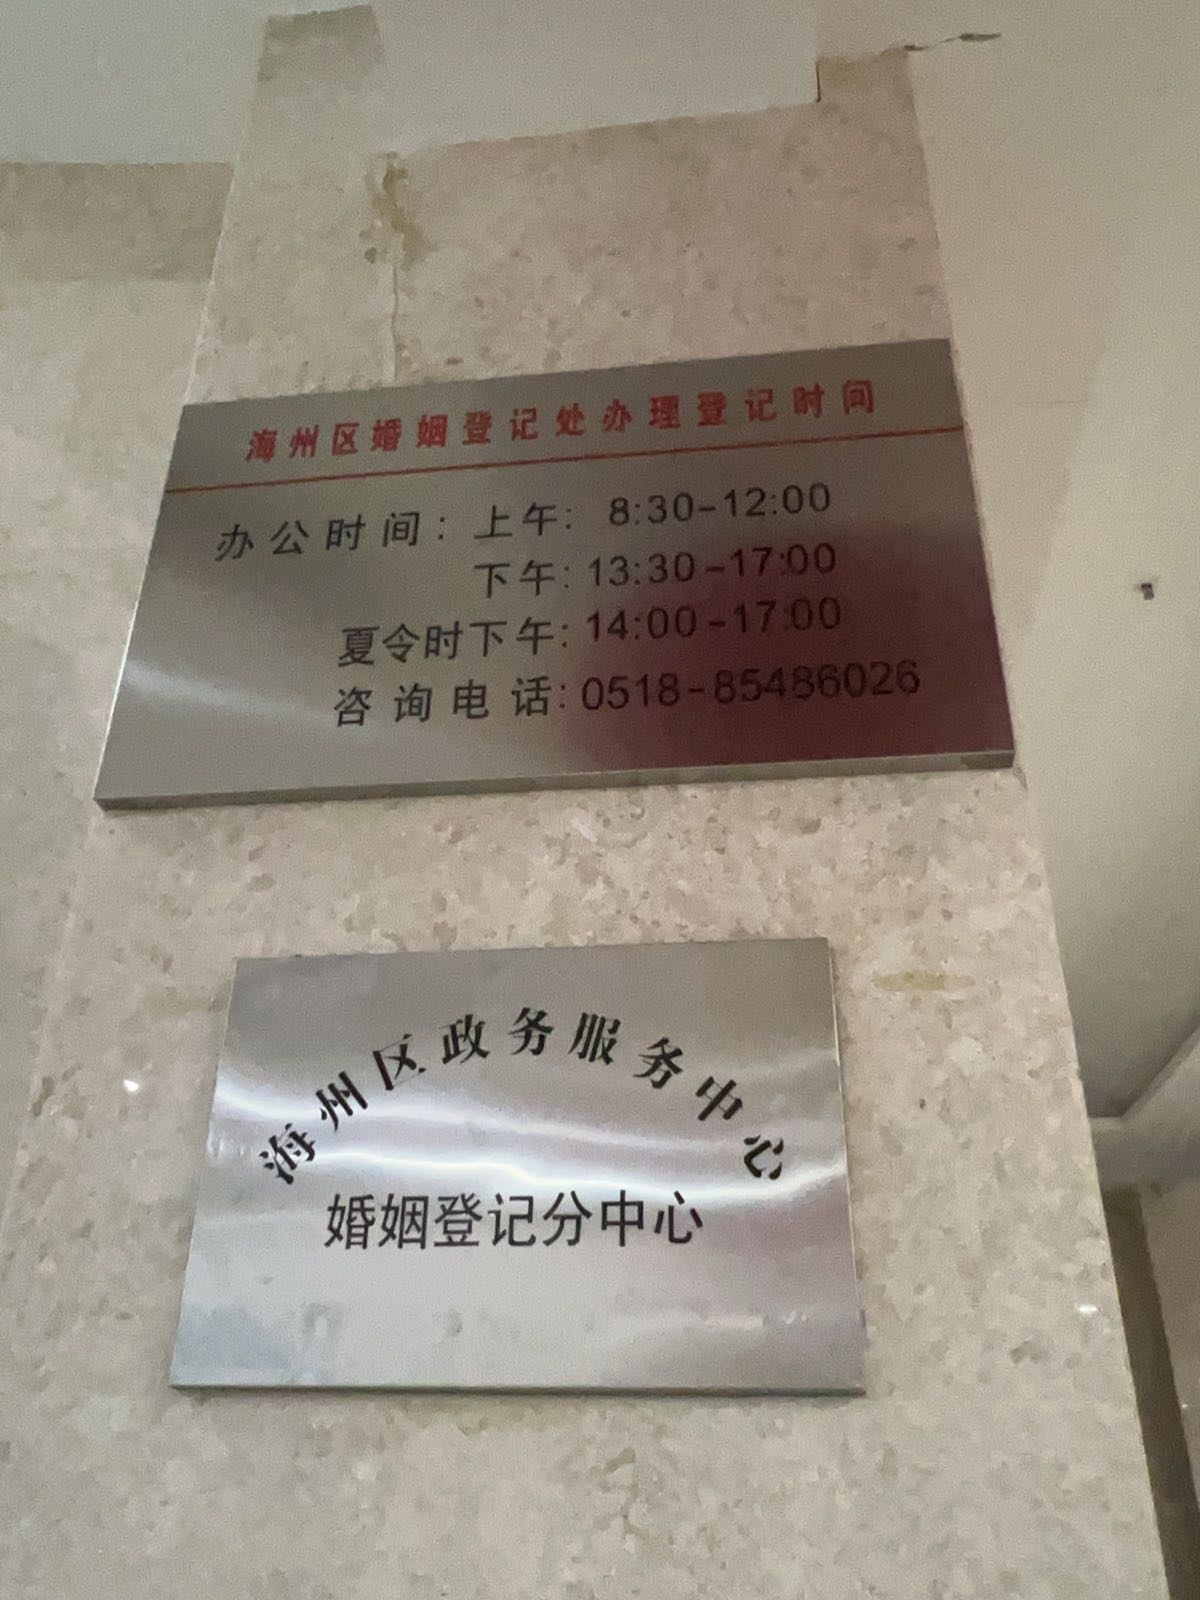 海州区婚姻登记处办理登记时间
办公时间：上午：8:30-12:00
下午：13:30-17:00
夏令时下午：14:00-17:00
咨询电话：0518-85486026
海州区政务服务中心
婚姻登记分中心